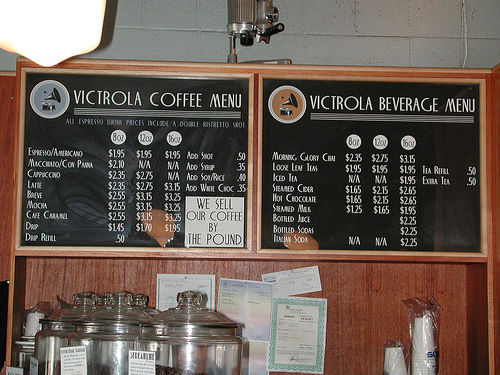 VICTROLA COFFEE MENU
ALL ESPRESSO DRINK PRICES INCLUDE A DOUBLE RISTRETTO SHOT
8oz 12oz 16oz
Espresso/Americano $1.95 $1.95 $1.95 Add Shot .50
Macchiato/Con Panna $2.10 N/A N/A Add Syrup .35
Cappuccino $2.35 $2.75 N/A Add Soy/Rice .40
Latte $2.35 $2.75 $3.15 Add White Choc .35
Breve $2.55 $3.15 $3.25
Mocha $2.55 $3.15 $3.25
Cafe Caramel $2.55 $3.15 $3.25
Drip $1.45 $1.70 $1.95
Drip Refill .50
WE SELL
OUR COFFEE
BY
THE POUND
VICTROLA BEVERAGE MENU
8oz 12oz 16oz
Morning Glory Chai $2.35 $2.75 $3.15
Loose Leaf Teas $1.95 $1.95 $1.95 Tea Refill .50
Iced Tea N/A N/A $1.95 Extra Tea .50
Steamed Cider $1.65 $2.15 $2.65
Hot Chocolate $1.65 $2.15 $2.65
Steamed Milk $1.25 $1.65 $1.95
Bottled Juice $2.25
Bottled Sodas $2.25
Italian Soda N/A N/A $2.25
STREAMLINE